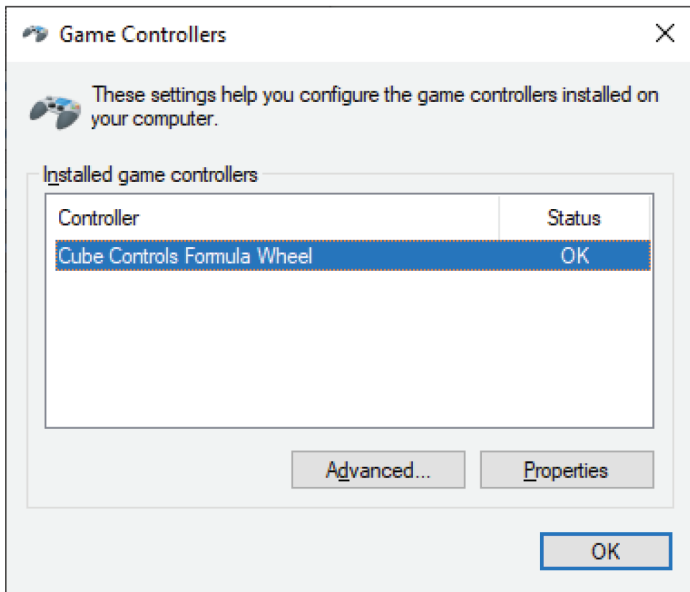 Game Controllers
These settings help you configure the game controllers installed on
your computer.
Installed game controllers
Controller Status
Cube Controls Formula Wheel OK
Advanced... Properties
OK